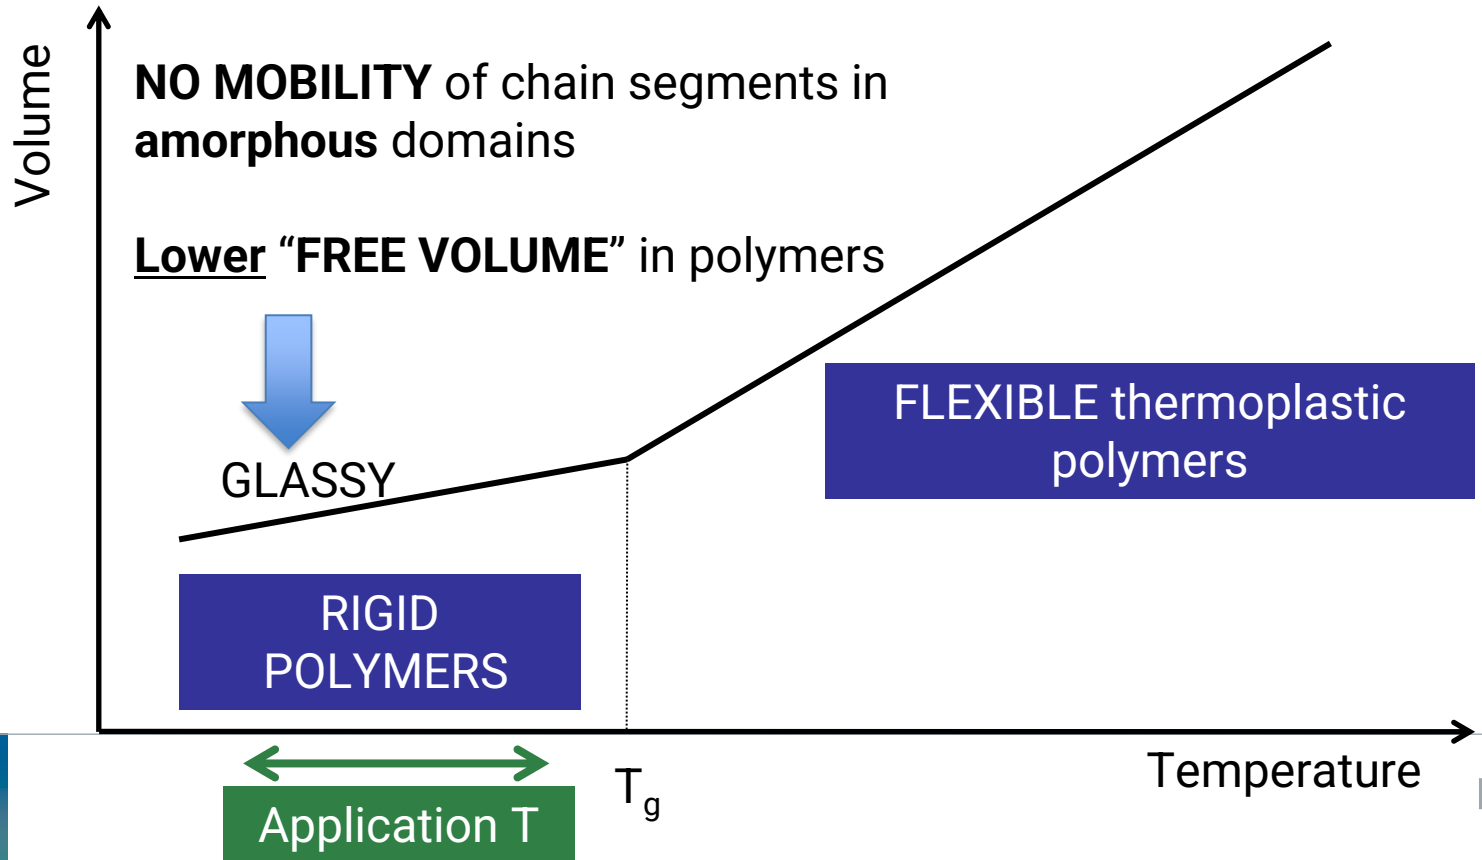 Volume
NO MOBILITY of chain segments in
amorphous domains
Lower “FREE VOLUME” in polymers
GLASSY
FLEXIBLE thermoplastic
polymers
RIGID
POLYMERS
Application T
Tg
Temperature